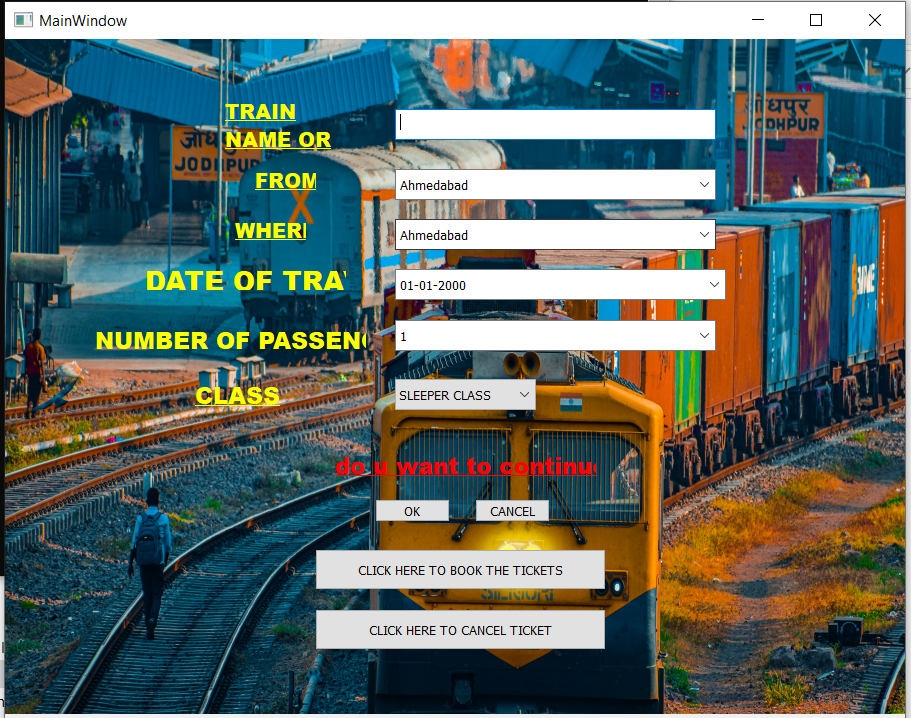 MainWindow
TRAIN
NAME OR
FROM
WHERE
DATE OF TRA
NUMBER OF PASSEN
CLASS
Ahmedabad
Ahmedabad
01-01-2000
1
SLEEPER CLASS
do u want to continu
OK CANCEL
CLICK HERE TO BOOK THE TICKETS
CLICK HERE TO CANCEL TICKET
जोधपुर
JODHPUR
जोधपुर
JODHPUR